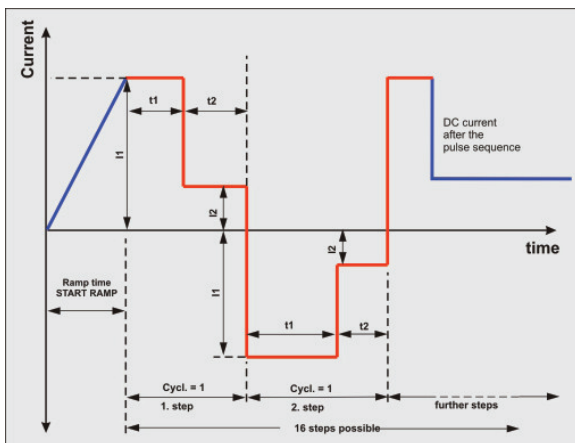 Current
t1
t2
I1
DC current
after the
pulse sequence
I2
time
I2
Ramp time
START RAMP
I1
t1
t2
Cycl. = 1
Cycl. = 1
1. step
2. step
further steps
16 steps possible